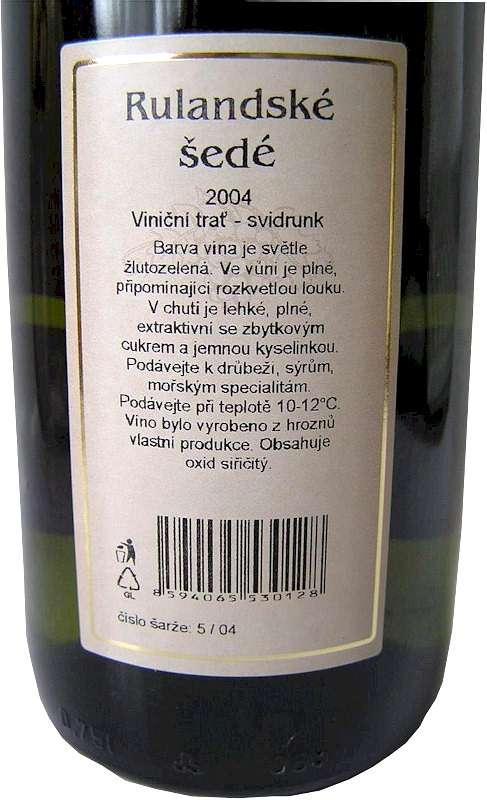 Rulandské
šedé
2004
Viniční trať - svidrunk
Barva vína je světle
žlutozelená. Ve vůni je plné,
připomínající rozkvetlou louku.
V chuti je lehké, plné,
extraktivní se zbytkovým
cukrem a jemnou kyselinkou.
Podávejte k drůbeži, sýrům,
mořským specialitám.
Podávejte při teplotě 10-12°C.
Víno bylo vyrobeno z hroznů
vlastní produkce. Obsahuje
oxid siřičitý.
GL
8 594065 530128
číslo šarže: 5 / 04
0,75l